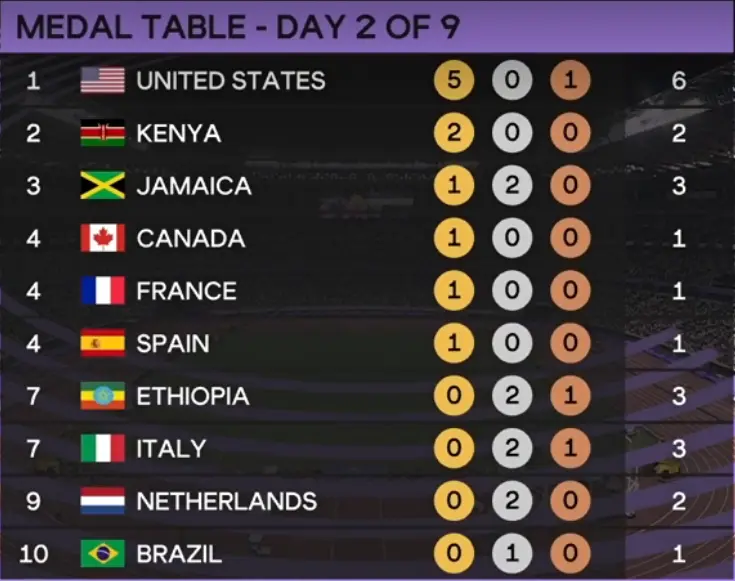 MEDAL TABLE - DAY 2 OF 9
1 UNITED STATES 5 0 1 6
2 KENYA 2 0 0 2
3 JAMAICA 1 2 0 3
4 CANADA 1 0 0 1
4 FRANCE 1 0 0 1
4 SPAIN 1 0 0 1
7 ETHIOPIA 0 2 1 3
7 ITALY 0 2 1 3
9 NETHERLANDS 0 2 0 2
10 BRAZIL 0 1 0 1